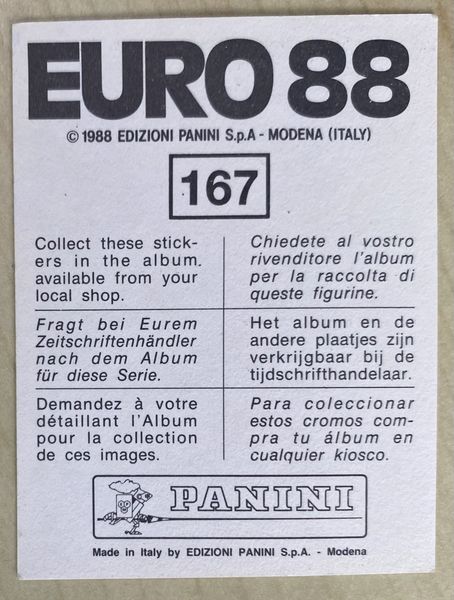 EURO 88
© 1988 EDIZIONI PANINI S.p.A - MODENA (ITALY)
167
Collect these stick-
ers in the album.
available from your
local shop.
Chiedete al vostro
rivenditore l'album
per la raccolta di
queste figurine.
Fragt bei Eurem
Zeitschriftenhändler
nach dem Album
für diese Serie.
Het album en de
andere plaatjes zijn
verkrijgbaar bij de
tijdschrifthandelaar.
Demandez à votre
détaillant l'Album
pour la collection
de ces images.
Para coleccionar
estos cromos com-
pra tu álbum en
cualquier kiosco.
PANINI
Made in Italy by EDIZIONI PANINI S.p.A. - Modena